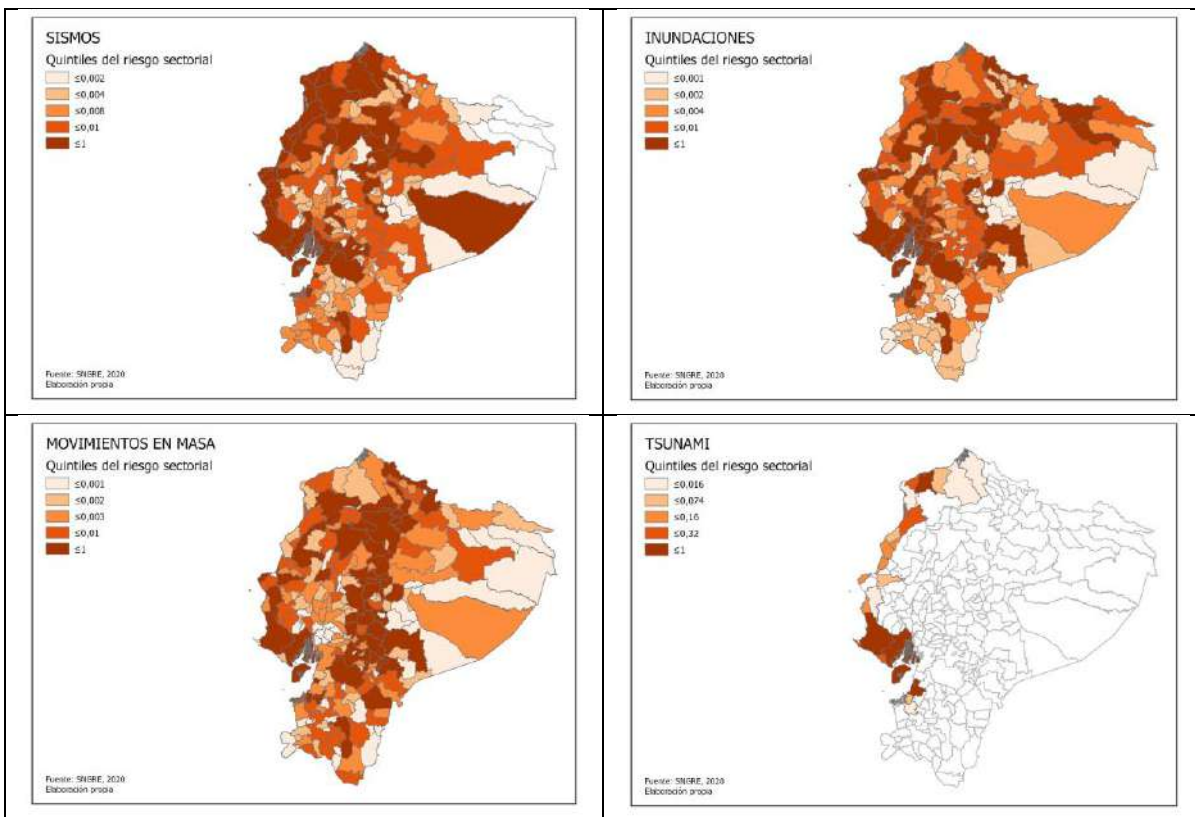 SISMOS
Quintiles del riesgo sectorial
≤0,002
≤0,004
≤0,008
≤0,01
≤1
Fuente: SNGRE, 2020
Elaboración propia
INUNDACIONES
Quintiles del riesgo sectorial
≤0,001
≤0,002
≤0,004
≤0,01
≤1
Fuente: SNGRE, 2020
Elaboración propia
MOVIMIENTOS EN MASA
Quintiles del riesgo sectorial
≤0,001
≤0,002
≤0,003
≤0,01
≤1
Fuente: SNGRE, 2020
Elaboración propia
TSUNAMI
Quintiles del riesgo sectorial
≤0,016
≤0,074
≤0,16
≤0,32
≤1
Fuente: SNGRE, 2020
Elaboración propia